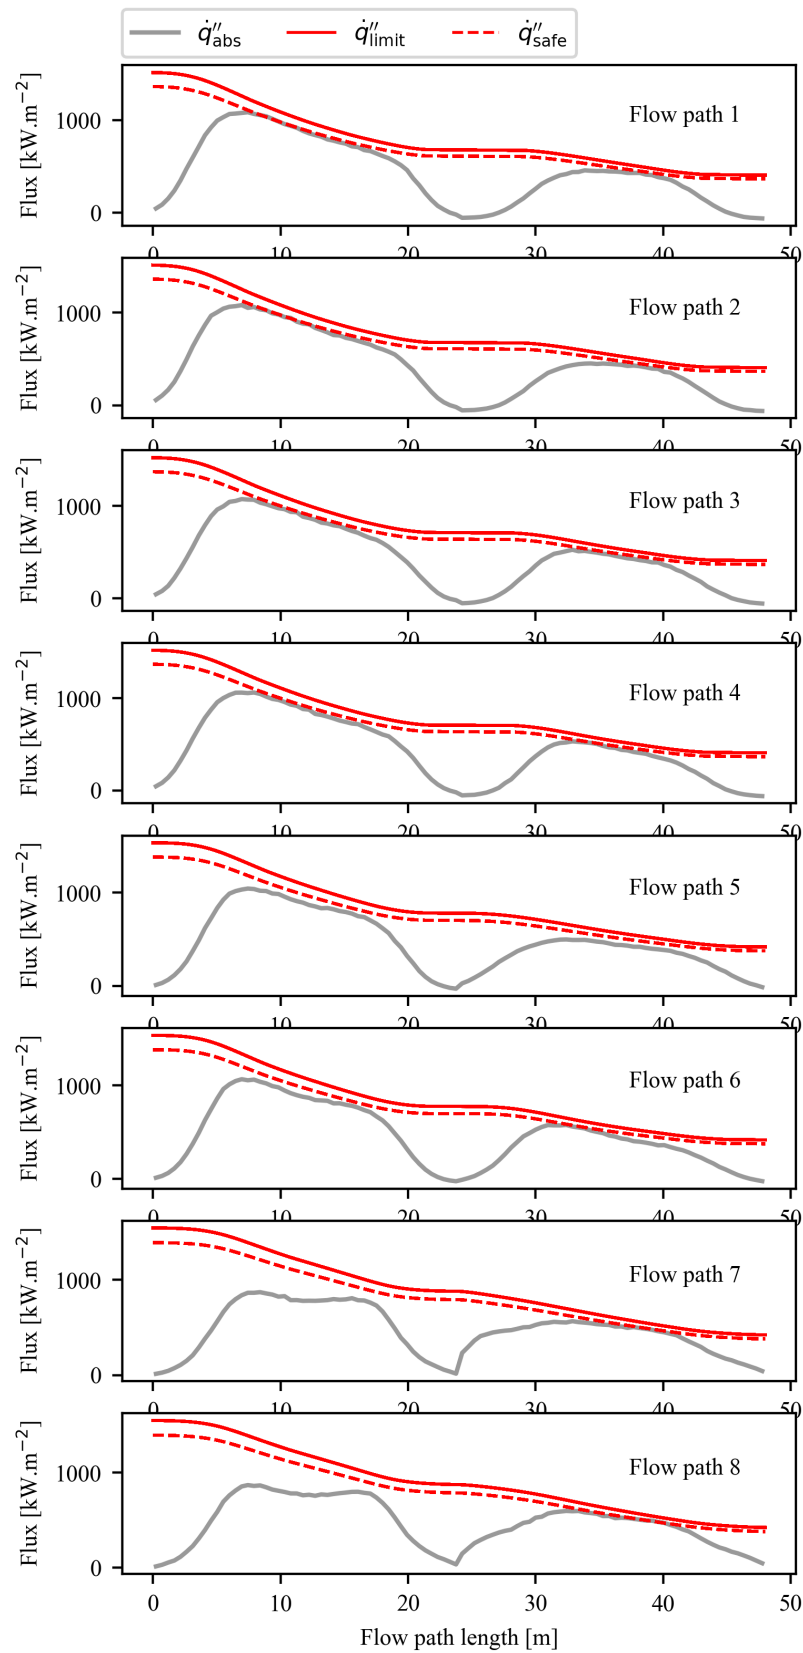 q̇″abs q̇″limit q̇″safe
Flux [kW.m−2]
1000
0
Flow path 1
0 10 20 30 40 50
Flux [kW.m−2]
1000
0
Flow path 2
0 10 20 30 40 50
Flux [kW.m−2]
1000
0
Flow path 3
0 10 20 30 40 50
Flux [kW.m−2]
1000
0
Flow path 4
0 10 20 30 40 50
Flux [kW.m−2]
1000
0
Flow path 5
0 10 20 30 40 50
Flux [kW.m−2]
1000
0
Flow path 6
0 10 20 30 40 50
Flux [kW.m−2]
1000
0
Flow path 7
0 10 20 30 40 50
Flux [kW.m−2]
1000
0
Flow path 8
0 10 20 30 40 50
Flow path length [m]